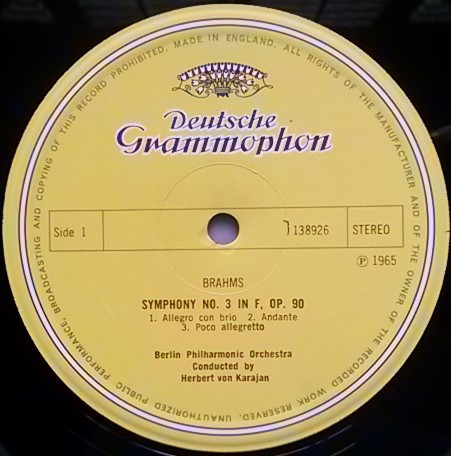 MADE IN ENGLAND. ALL RIGHTS OF THE MANUFACTURER AND OF THE OWNER OF THE RECORDED WORK RESERVED. UNAUTHORIZED PUBLIC PERFORMANCE BROADCASTING AND COPYING OF THIS RECORD PROHIBITED.
Deutsche
Grammophon
Side 1 138926 STEREO
℗ 1965
BRAHMS
SYMPHONY NO. 3 IN F, OP. 90
1. Allegro con brio 2. Andante
3. Poco allegretto
Berlin Philharmonic Orchestra
Conducted by
Herbert von Karajan